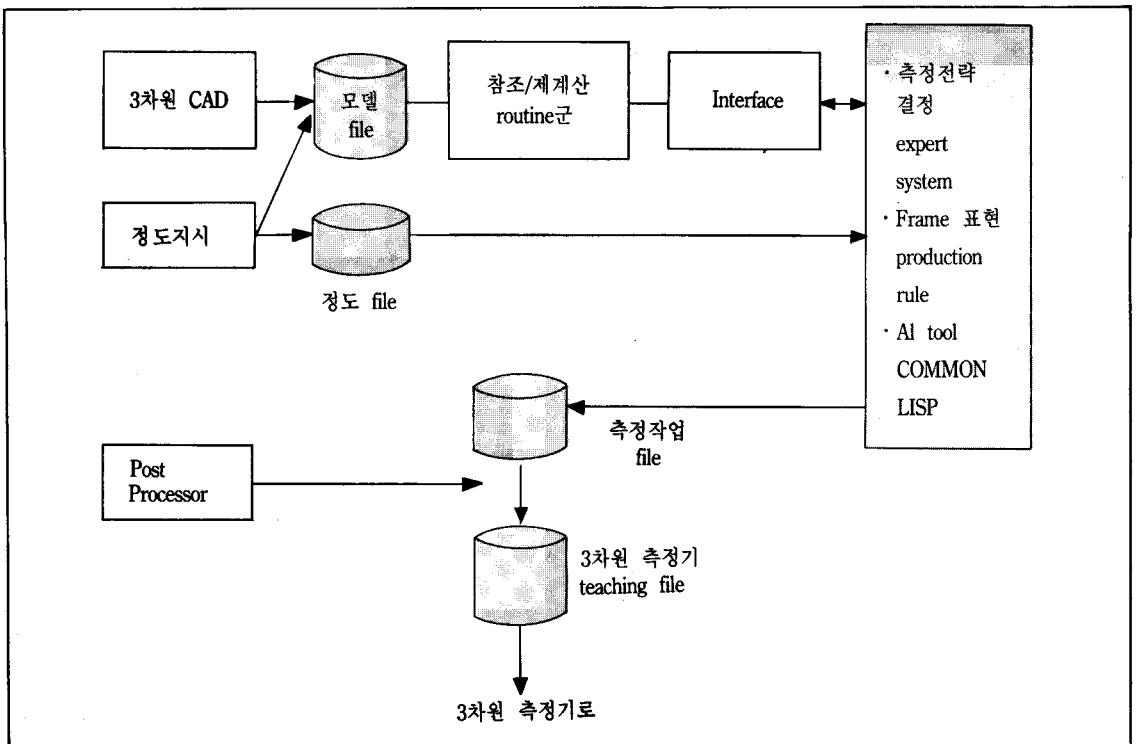 3차원 CAD
모델
file
참조/제계산
routine군
Interface
· 측정전략
결정
expert
system
· Frame 표현
production
rule
· AI tool
COMMON
LISP
정도지시
정도 file
측정작업
file
Post
Processor
3차원 측정기
teaching file
3차원 측정기로